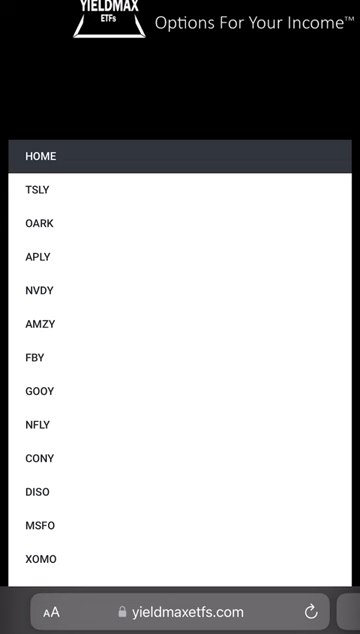 YIELDMAX
ETFs
Options For Your Income™
HOME
TSLY
OARK
APLY
NVDY
AMZY
FBY
GOOY
NFLY
CONY
DISO
MSFO
XOMO
AA yieldmaxetfs.com